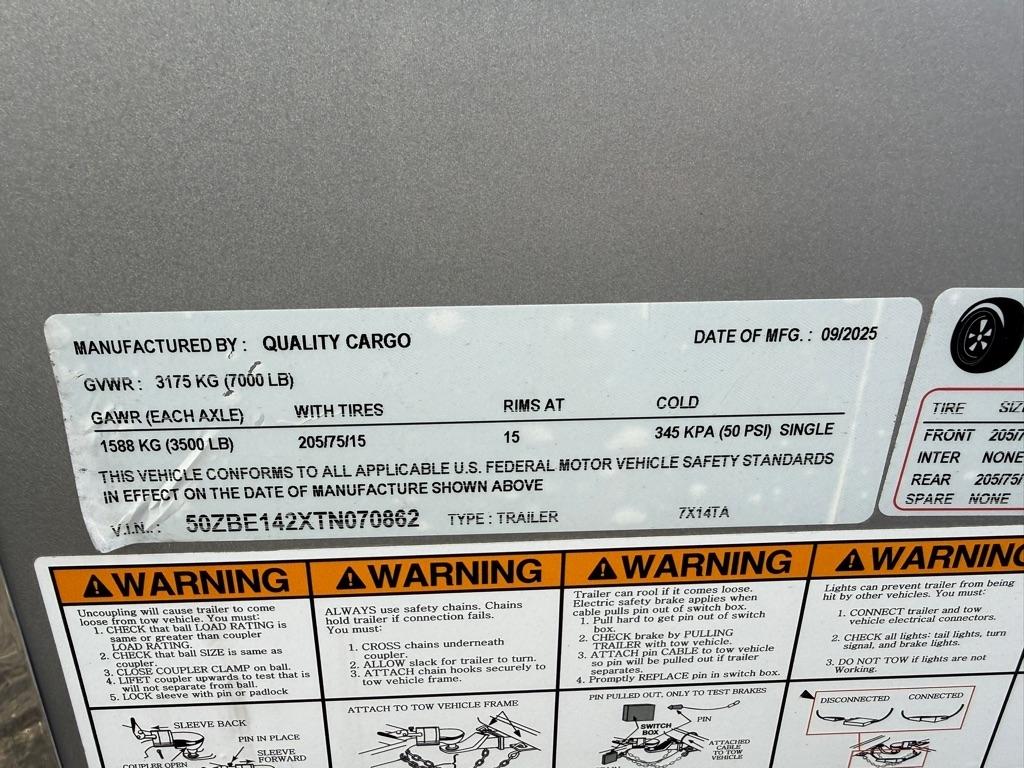 MANUFACTURED BY : QUALITY CARGO DATE OF MFG. : 09/2025
GVWR : 3175 KG (7000 LB)
GAWR (EACH AXLE) WITH TIRES RIMS AT COLD
1588 KG (3500 LB) 205/75/15 15 345 KPA (50 PSI) SINGLE
THIS VEHICLE CONFORMS TO ALL APPLICABLE U.S. FEDERAL MOTOR VEHICLE SAFETY STANDARDS
IN EFFECT ON THE DATE OF MANUFACTURE SHOWN ABOVE
V.I.N.. : 50ZBE142XTN070862 TYPE : TRAILER 7X14TA
TIRE SIZ
FRONT 205/7
INTER NONE
REAR 205/75/
SPARE NONE
WARNING
Uncoupling will cause trailer to come
loose from tow vehicle. You must:
1. CHECK that ball LOAD RATING is
same or greater than coupler
LOAD RATING.
2. CHECK that ball SIZE is same as
coupler.
3. CLOSE COUPLER CLAMP on ball.
4. LIFET coupler upwards to test that is
will not separate from ball.
5. LOCK sleeve with pin or padlock
SLEEVE BACK
PIN IN PLACE
SLEEVE
FORWARD
COUPLER OPEN
WARNING
ALWAYS use safety chains. Chains
hold trailer if connection fails.
You must:
1. CROSS chains underneath
coupler.
2. ALLOW slack for trailer to turn.
3. ATTACH chain hooks securely to
tow vehicle frame.
ATTACH TO TOW VEHICLE FRAME
WARNING
Trailer can rool if it comes loose.
Electric safety brake applies when
cable pulls pin out of switch box.
1. Pull hard to get pin out of switch
box.
2. CHECK brake by PULLING
TRAILER with tow vehicle.
3. ATTACH pin CABLE to tow vehicle
so pin will be pulled out if trailer
separates.
4. Promptly REPLACE pin in switch box.
PIN PULLED OUT, ONLY TO TEST BRAKES
SWITCH
BOX
PIN
ATTACHED
CABLE
TO TOW
VEHICLE
WARNING
Lights can prevent trailer from being
hit by other vehicles. You must:
1. CONNECT trailer and tow
vehicle electrical connectors.
2. CHECK all lights: tail lights, turn
signal, and brake lights.
3. DO NOT TOW if lights are not
Working.
DISCONNECTED CONNECTED